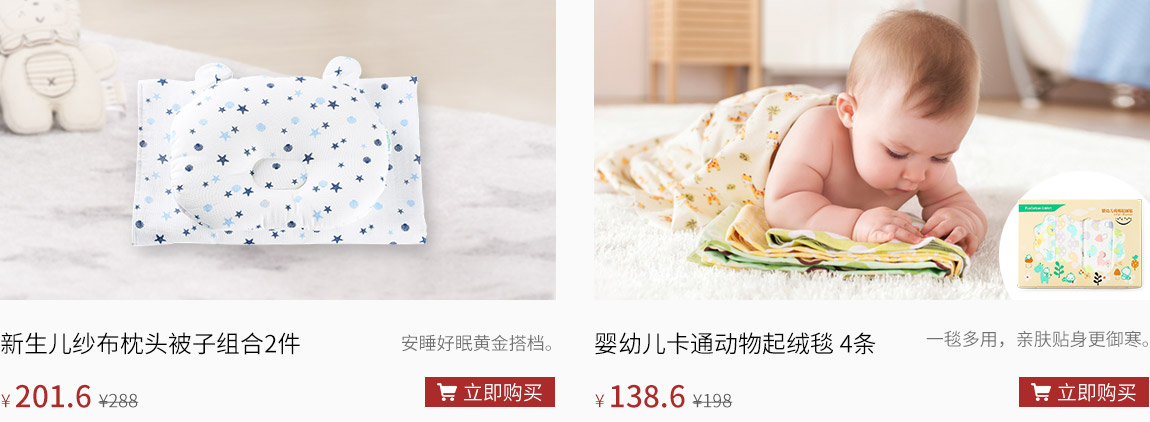 新生儿纱布枕头被子组合2件
安睡好眠黄金搭档。
¥ 201.6 ¥288
立即购买
婴幼儿卡通动物起绒毯 4条
一毯多用，亲肤贴身更御寒。
¥ 138.6 ¥198
立即购买